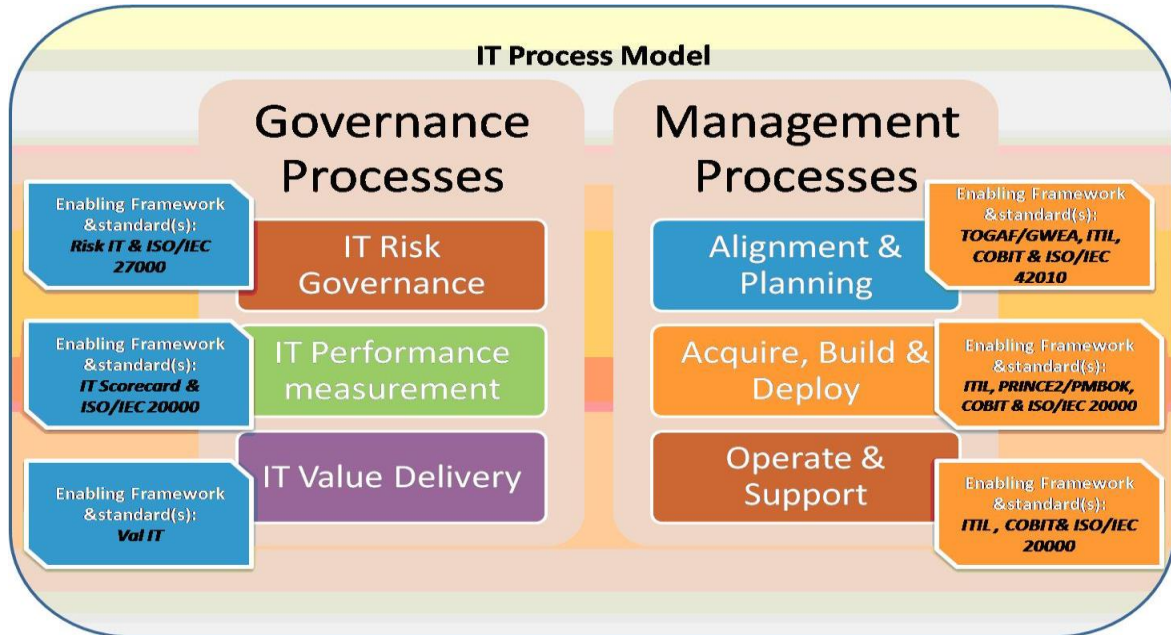 IT Process Model
Governance
Processes
Enabling Framework
&standard(s):
Risk IT & ISO/IEC
27000
IT Risk
Governance
Enabling Framework
&standard(s):
IT Scorecard &
ISO/IEC 20000
IT Performance
measurement
Enabling Framework
&standard(s):
Val IT
IT Value Delivery
Management
Processes
Alignment &
Planning
Enabling Framework
&standard(s):
TOGAF/GWEA, ITIL,
COBIT & ISO/IEC
42010
Acquire, Build &
Deploy
Enabling Framework
&standard(s):
ITIL, PRINCE2/PMBOK,
COBIT & ISO/IEC 20000
Operate &
Support
Enabling Framework
&standard(s):
ITIL , COBIT& ISO/IEC
20000